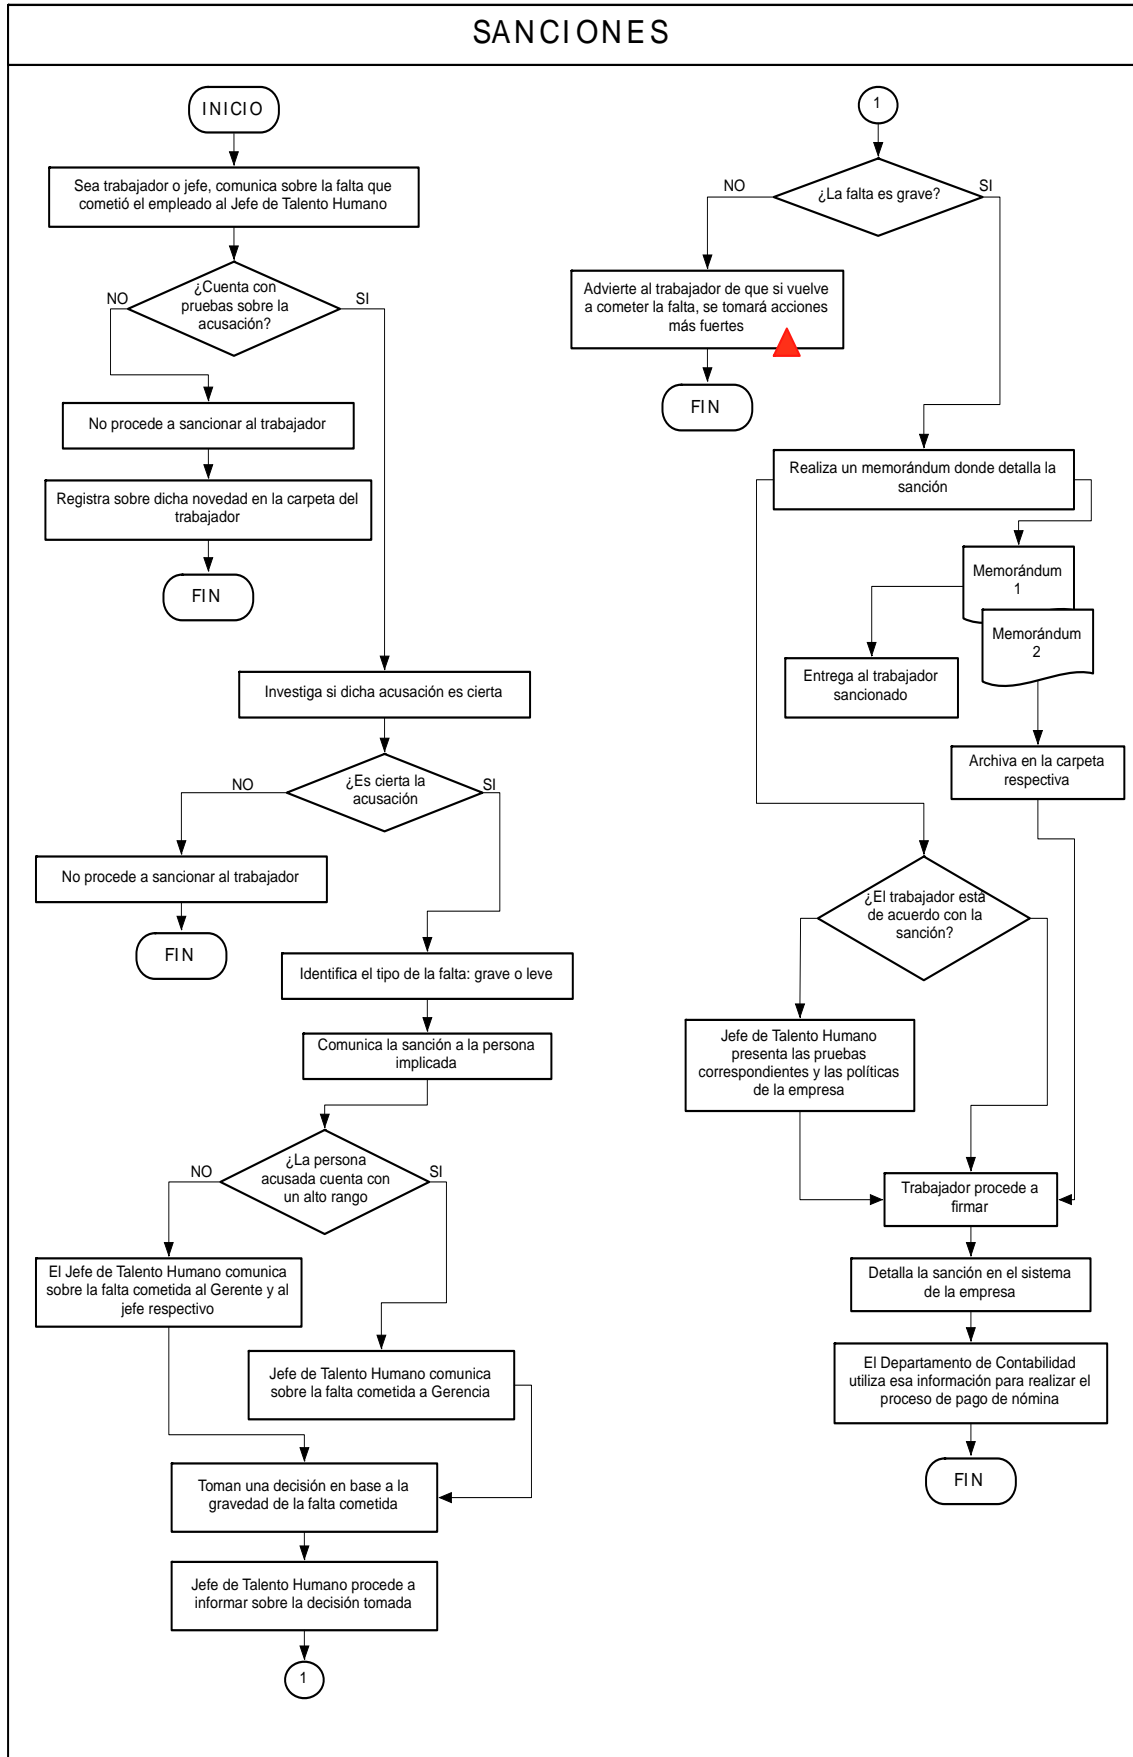 SANCIONES
INICIO
Sea trabajador o jefe, comunica sobre la falta que
cometió el empleado al Jefe de Talento Humano
¿Cuenta con
pruebas sobre la
acusación?
NO
SI
No procede a sancionar al trabajador
Registra sobre dicha novedad en la carpeta del
trabajador
FIN
Investiga si dicha acusación es cierta
¿Es cierta la
acusación
NO
SI
No procede a sancionar al trabajador
FIN
Identifica el tipo de la falta: grave o leve
Comunica la sanción a la persona
implicada
¿La persona
acusada cuenta con
un alto rango
NO
SI
El Jefe de Talento Humano comunica
sobre la falta cometida al Gerente y al
jefe respectivo
Jefe de Talento Humano comunica
sobre la falta cometida a Gerencia
Toman una decisión en base a la
gravedad de la falta cometida
Jefe de Talento Humano procede a
informar sobre la decisión tomada
1
1
¿La falta es grave?
NO
SI
Advierte al trabajador de que si vuelve
a cometer la falta, se tomará acciones
más fuertes
FIN
Realiza un memorándum donde detalla la
sanción
Memorándum
1
Memorándum
2
Entrega al trabajador
sancionado
Archiva en la carpeta
respectiva
¿El trabajador está
de acuerdo con la
sanción?
Jefe de Talento Humano
presenta las pruebas
correspondientes y las políticas
de la empresa
Trabajador procede a
firmar
Detalla la sanción en el sistema
de la empresa
El Departamento de Contabilidad
utiliza esa información para realizar el
proceso de pago de nómina
FIN